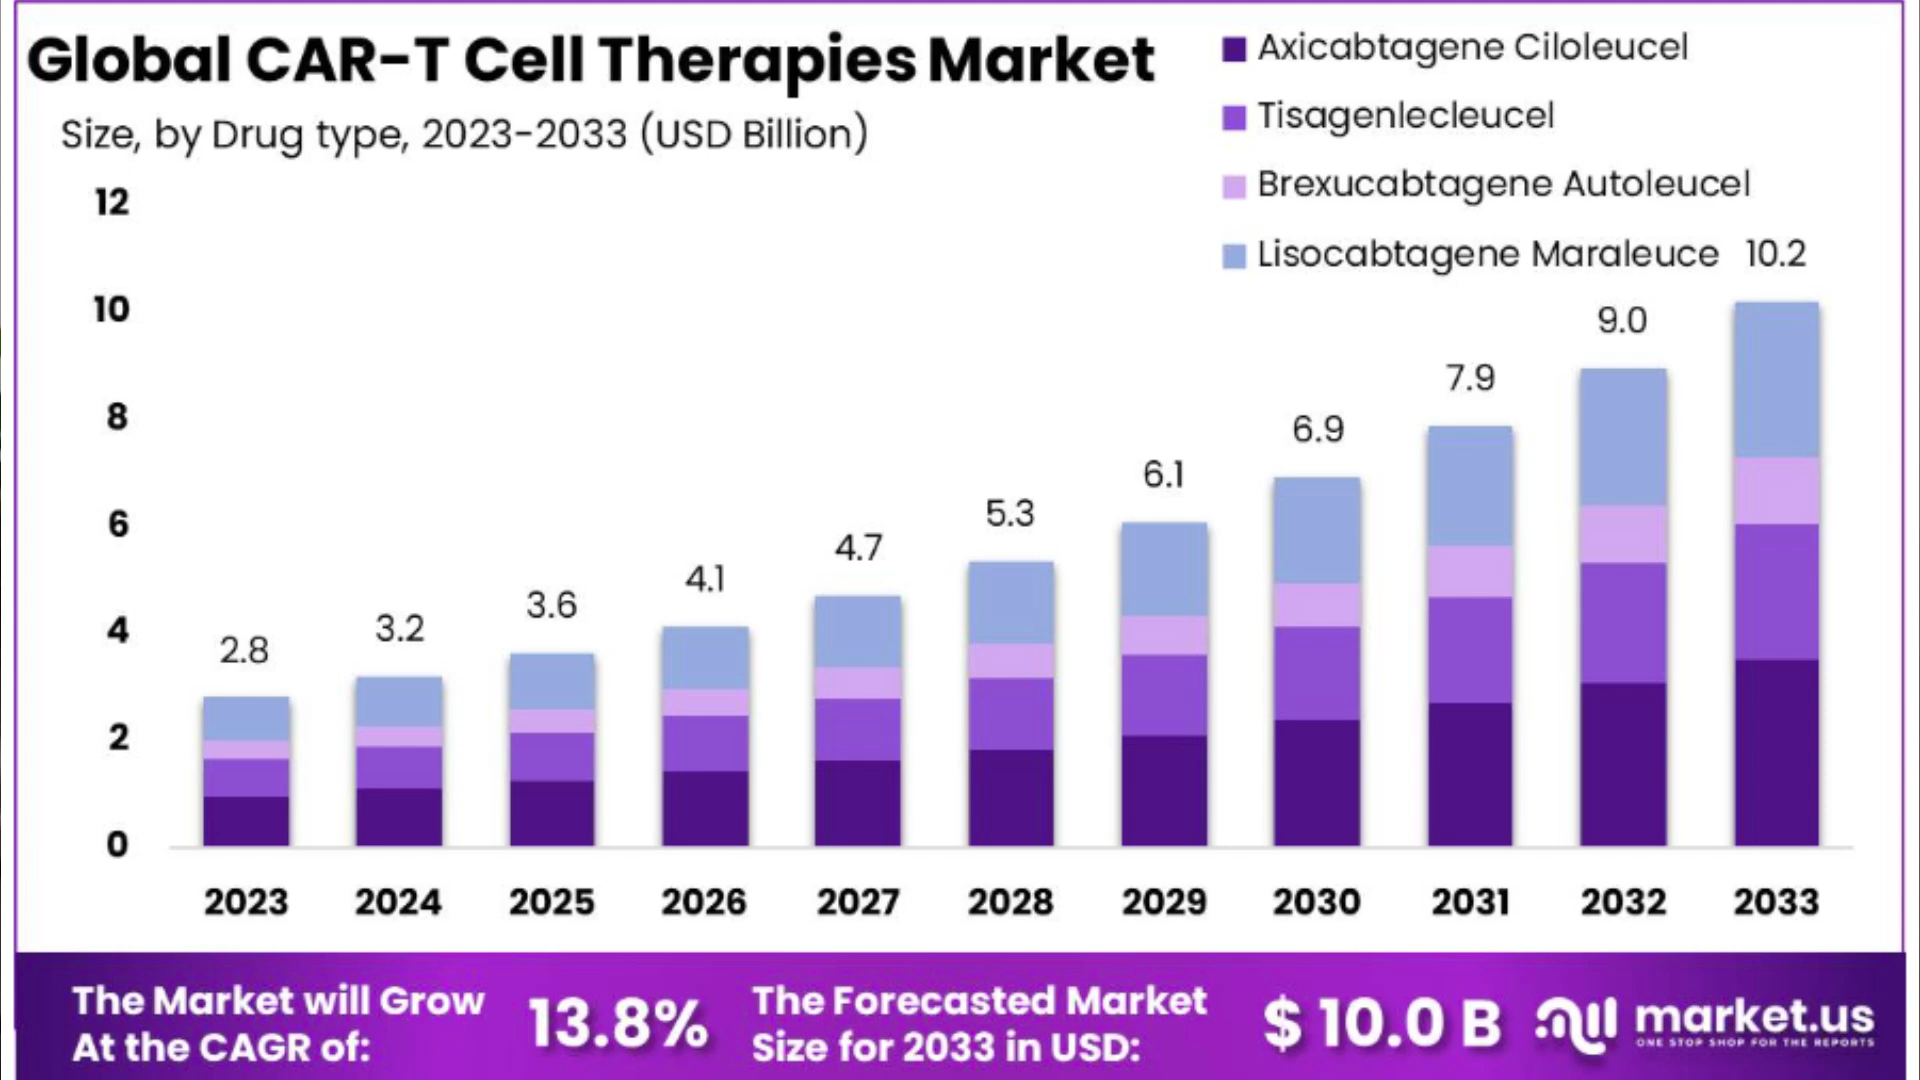 Global CAR-T Cell Therapies Market
Size, by Drug type, 2023-2033 (USD Billion)
Axicabtagene Ciloleucel
Tisagenlecleucel
Brexucabtagene Autoleucel
Lisocabtagene Maraleuce
12
10
8
6
4
2
0
2.8
3.2
3.6
4.1
4.7
5.3
6.1
6.9
7.9
9.0
10.2
2023
2024
2025
2026
2027
2028
2029
2030
2031
2032
2033
The Market will Grow
At the CAGR of:
13.8%
The Forecasted Market
Size for 2033 in USD:
$ 10.0 B
market.us
ONE STOP SHOP FOR THE REPORTS